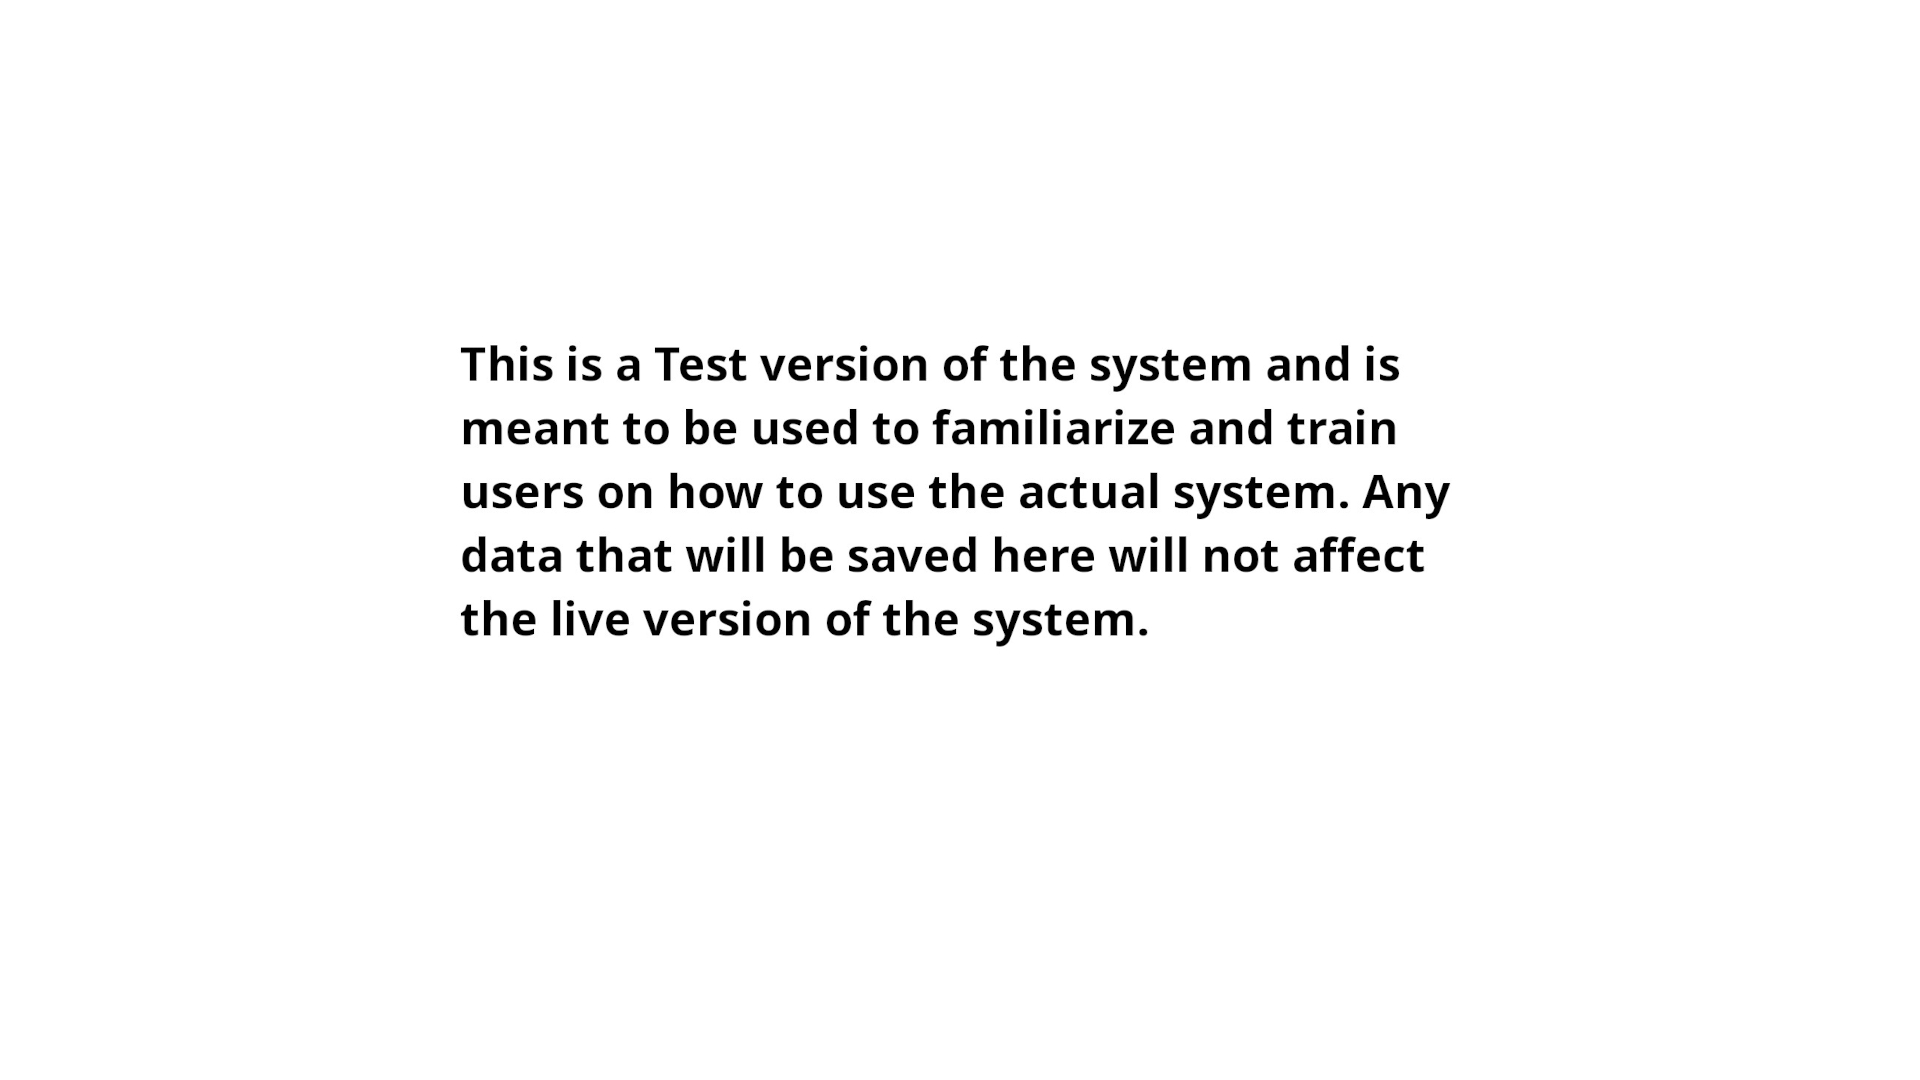 This is a Test version of the system and is
meant to be used to familiarize and train
users on how to use the actual system. Any
data that will be saved here will not affect
the live version of the system.